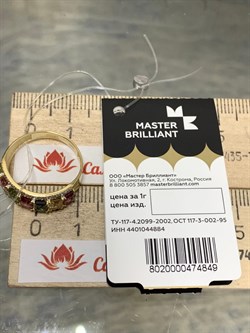 MASTER
BRILLIANT
ООО «Мастер Бриллиант»
Ул. Локомотивная, 2, г. Кострома, Россия
8 800 505 3857 masterbrilliant.com
цена за 1г
цена изд.
ТУ-117-4.2099-2002, ОСТ 117-3-002-95
ИНН 4401044884
8020000474849